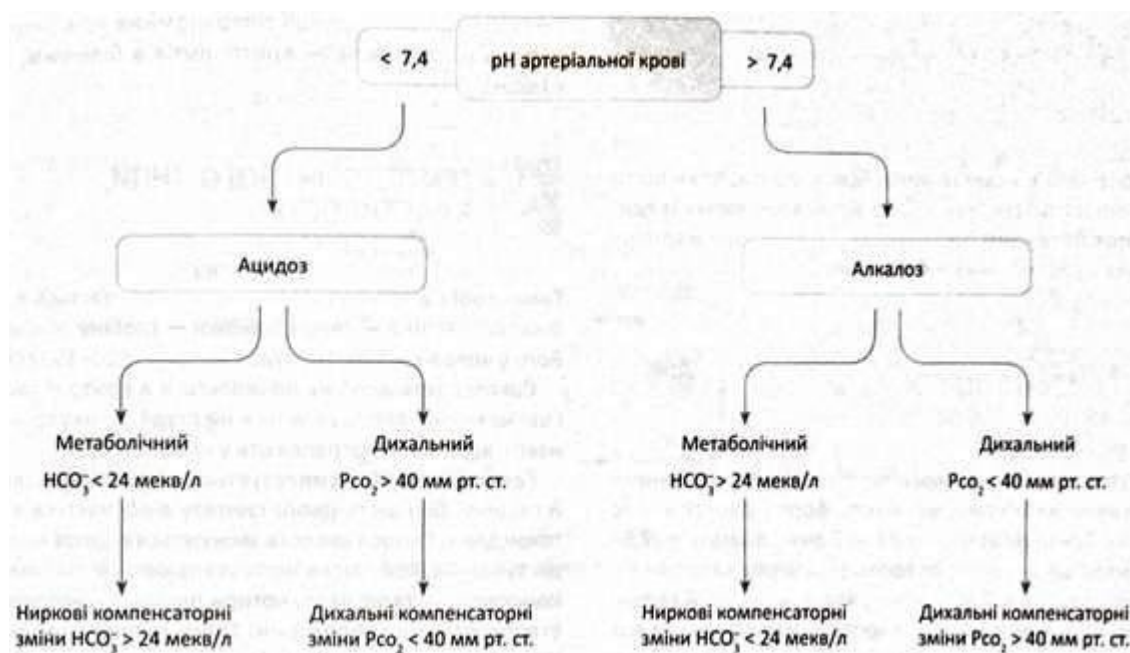 < 7,4
pH артеріальної крові
> 7,4
Ацидоз
Алкалоз
Метаболічний
HCO₃⁻ < 24 мекв/л
Дихальний
Pco₂ > 40 мм рт. ст.
Метаболічний
HCO₃⁻ > 24 мекв/л
Дихальний
Pco₂ < 40 мм рт. ст.
Ниркові компенсаторні
зміни HCO₃⁻ > 24 мекв/л
Дихальні компенсаторні
зміни Pco₂ < 40 мм рт. ст.
Ниркові компенсаторні
зміни HCO₃⁻ < 24 мекв/л
Дихальні компенсаторні
зміни Pco₂ > 40 мм рт. ст.